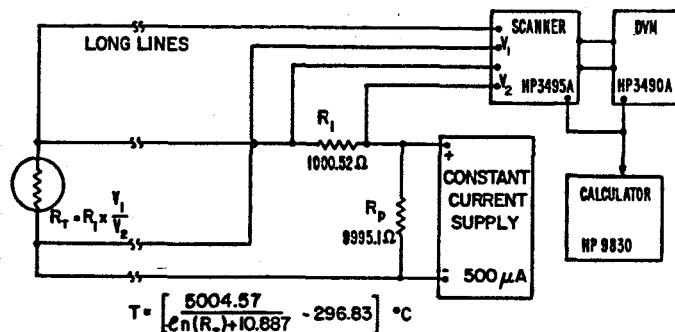 SCANNER
DVM
LONG LINES
V1
V2
HP3495A
HP3490A
R1
1000.52Ω
+
CONSTANT
CURRENT
SUPPLY
CALCULATOR
HP 9830
RT = R1 × V1/V2
Rp
8995.1Ω
- 500μA
T = [ 5004.57 / ℓn(RT)+10.887 - 296.83 ] °C